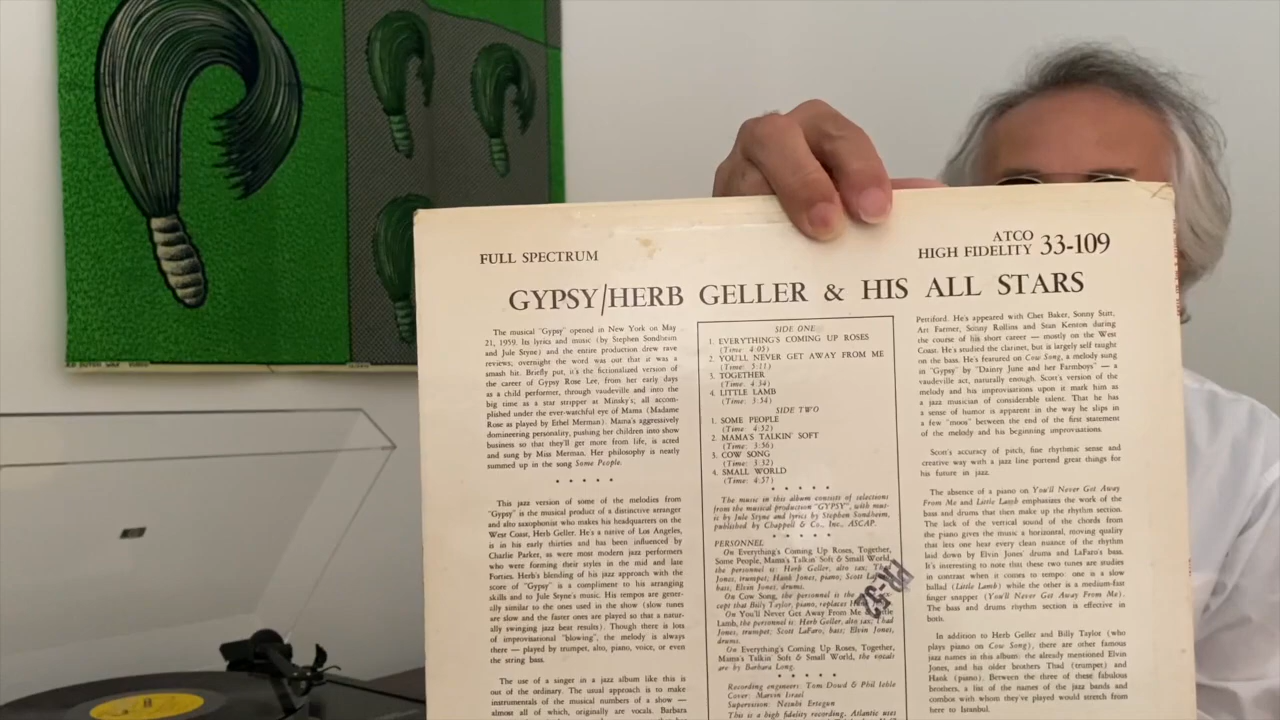 FULL SPECTRUM
ATCO
HIGH FIDELITY 33-109
GYPSY/HERB GELLER & HIS ALL STARS
The musical "Gypsy" opened in New York on May
21, 1959. Its lyrics and music (by Stephen Sondheim
and Jule Stryne) and the entire production drew rave
reviews; overnight the word was out that it was a
smash hit. Briefly put, it's the fictionalized version of
the career of Gypsy Rose Lee, from her early days
as a child performer, through vaudeville and into the
big time as a star stripper at Minsky's; all accom-
plished under the ever-watchful eye of Mama (Madame
Rose as played by Ethel Merman). Mama's aggressively
domineering personality, pushing her children into show
business so that they'll get more from life, is acted
and sung by Miss Merman. Her philosophy is neatly
summed up in the song Some People.
This jazz version of some of the melodies from
"Gypsy" is the musical product of a distinctive arranger
and alto saxophonist who makes his headquarters on the
West Coast, Herb Geller. He's a native of Los Angeles,
is in his early thirties and has been influenced by
Charlie Parker, as were most modern jazz performers
who were forming their styles in the mid and late
Forties. Herb's blending of his jazz approach with the
score of "Gypsy" is a compliment to his arranging
skills and to Jule Stryne's music. His tempos are gener-
ally similar to the ones used in the show (slow tunes
are slow and the faster ones are played so that a natur-
ally swinging jazz beat results). Though there is lots
of improvisational "blowing", the melody is always
there — played by trumpet, alto, piano, voice, or even
the string bass.
The use of a singer in a jazz album like this is
out of the ordinary. The usual approach is to make
instrumentals of the musical numbers of a show —
almost all of which, originally are vocals. Barbara
SIDE ONE
1. EVERYTHING'S COMING UP ROSES
(Time: 4:05)
2. YOU'LL NEVER GET AWAY FROM ME
(Time: 5:11)
3. TOGETHER
(Time: 4:34)
4. LITTLE LAMB
(Time: 3:34)
SIDE TWO
1. SOME PEOPLE
(Time: 4:52)
2. MAMA'S TALKIN' SOFT
(Time: 3:56)
3. COW SONG
(Time: 3:32)
4. SMALL WORLD
(Time: 4:37)
The music in this album consists of selections
from the musical production "GYPSY", with mus-
ic by Jule Stryne and lyrics by Stephen Sondheim,
published by Chappell & Co., Inc., ASCAP.
PERSONNEL
On Everything's Coming Up Roses, Together,
Some People, Mama's Talkin' Soft & Small World,
the personnel is: Herb Geller, alto sax; Thad
Jones, trumpet; Hank Jones, piano; Scott LaFaro,
bass; Elvin Jones, drums.
On Cow Song, the personnel is the
cept that Billy Taylor, piano, replaces
On You'll Never Get Away From Me & Little
Lamb, the personnel is: Herb Geller, alto sax; Thad
Jones, trumpet; Scott LaFaro; bass; Elvin Jones,
drums.
On Everything's Coming Up Roses, Together,
Mama's Talkin Soft & Small World, the vocals
are by Barbara Long.
Recording engineers: Tom Dowd & Phil Iehle
Cover: Marvin Israel
Supervision: Nesuhi Ertegun
This is a high fidelity recording. Atlantic uses
Pettiford. He's appeared with Chet Baker, Sonny Stitt,
Art Farmer, Sonny Rollins and Stan Kenton during
the course of his short career — mostly on the West
Coast. He's studied the clarinet, but is largely self taught
on the bass. He's featured on Cow Song, a melody sung
in "Gypsy" by "Dainty June and her Farmboys" — a
vaudeville act, naturally enough. Scott's version of the
melody and his improvisations upon it mark him as
a jazz musician of considerable talent. That he has
a sense of humor is apparent in the way he slips in
a few "moos" between the end of the first statement
of the melody and his beginning improvisations.
Scott's accuracy of pitch, fine rhythmic sense and
creative way with a jazz line portend great things for
his future in jazz.
The absence of a piano on You'll Never Get Away
From Me and Little Lamb emphasizes the work of the
bass and drums that then make up the rhythm section.
The lack of the vertical sound of the chords from
the piano gives the music a horizontal, moving quality
that lets one hear every clean nuance of the rhythm
laid down by Elvin Jones' drums and LaFaro's bass.
It's interesting to note that these two tunes are studies
in contrast when it comes to tempo: one is a slow
ballad (Little Lamb) while the other is a medium-fast
finger snapper (You'll Never Get Away From Me).
The bass and drums rhythm section is effective in
both.
In addition to Herb Geller and Billy Taylor (who
plays piano on Cow Song), there are other famous
jazz names in this album: the already mentioned Elvin
Jones, and his older brothers Thad (trumpet) and
Hank (piano). Between the three of these fabulous
brothers, a list of the names of the jazz bands and
combos with whom they've played would stretch from
here to Istanbul.